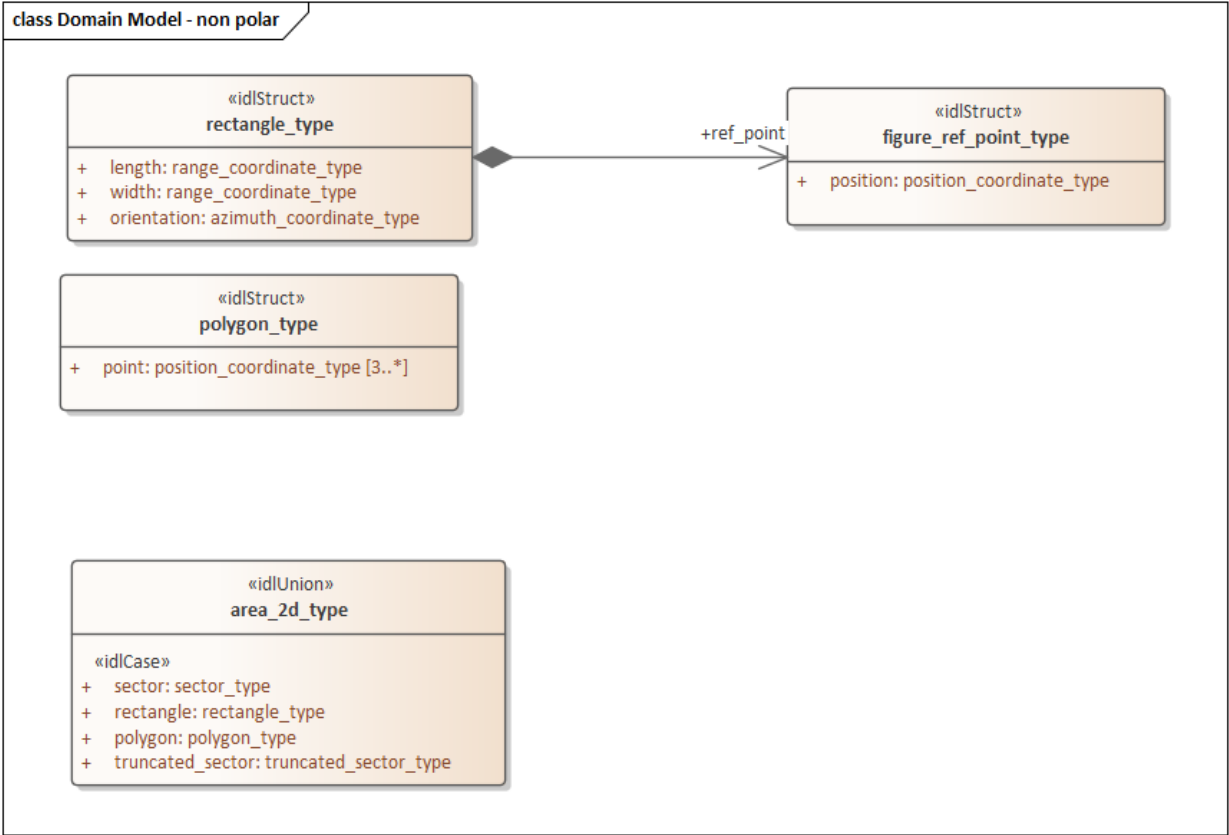 class Domain Model - non polar
«idlStruct»
rectangle_type
+ length: range_coordinate_type
+ width: range_coordinate_type
+ orientation: azimuth_coordinate_type
+ref_point
«idlStruct»
figure_ref_point_type
+ position: position_coordinate_type
«idlStruct»
polygon_type
+ point: position_coordinate_type [3..*]
«idlUnion»
area_2d_type
«idlCase»
+ sector: sector_type
+ rectangle: rectangle_type
+ polygon: polygon_type
+ truncated_sector: truncated_sector_type